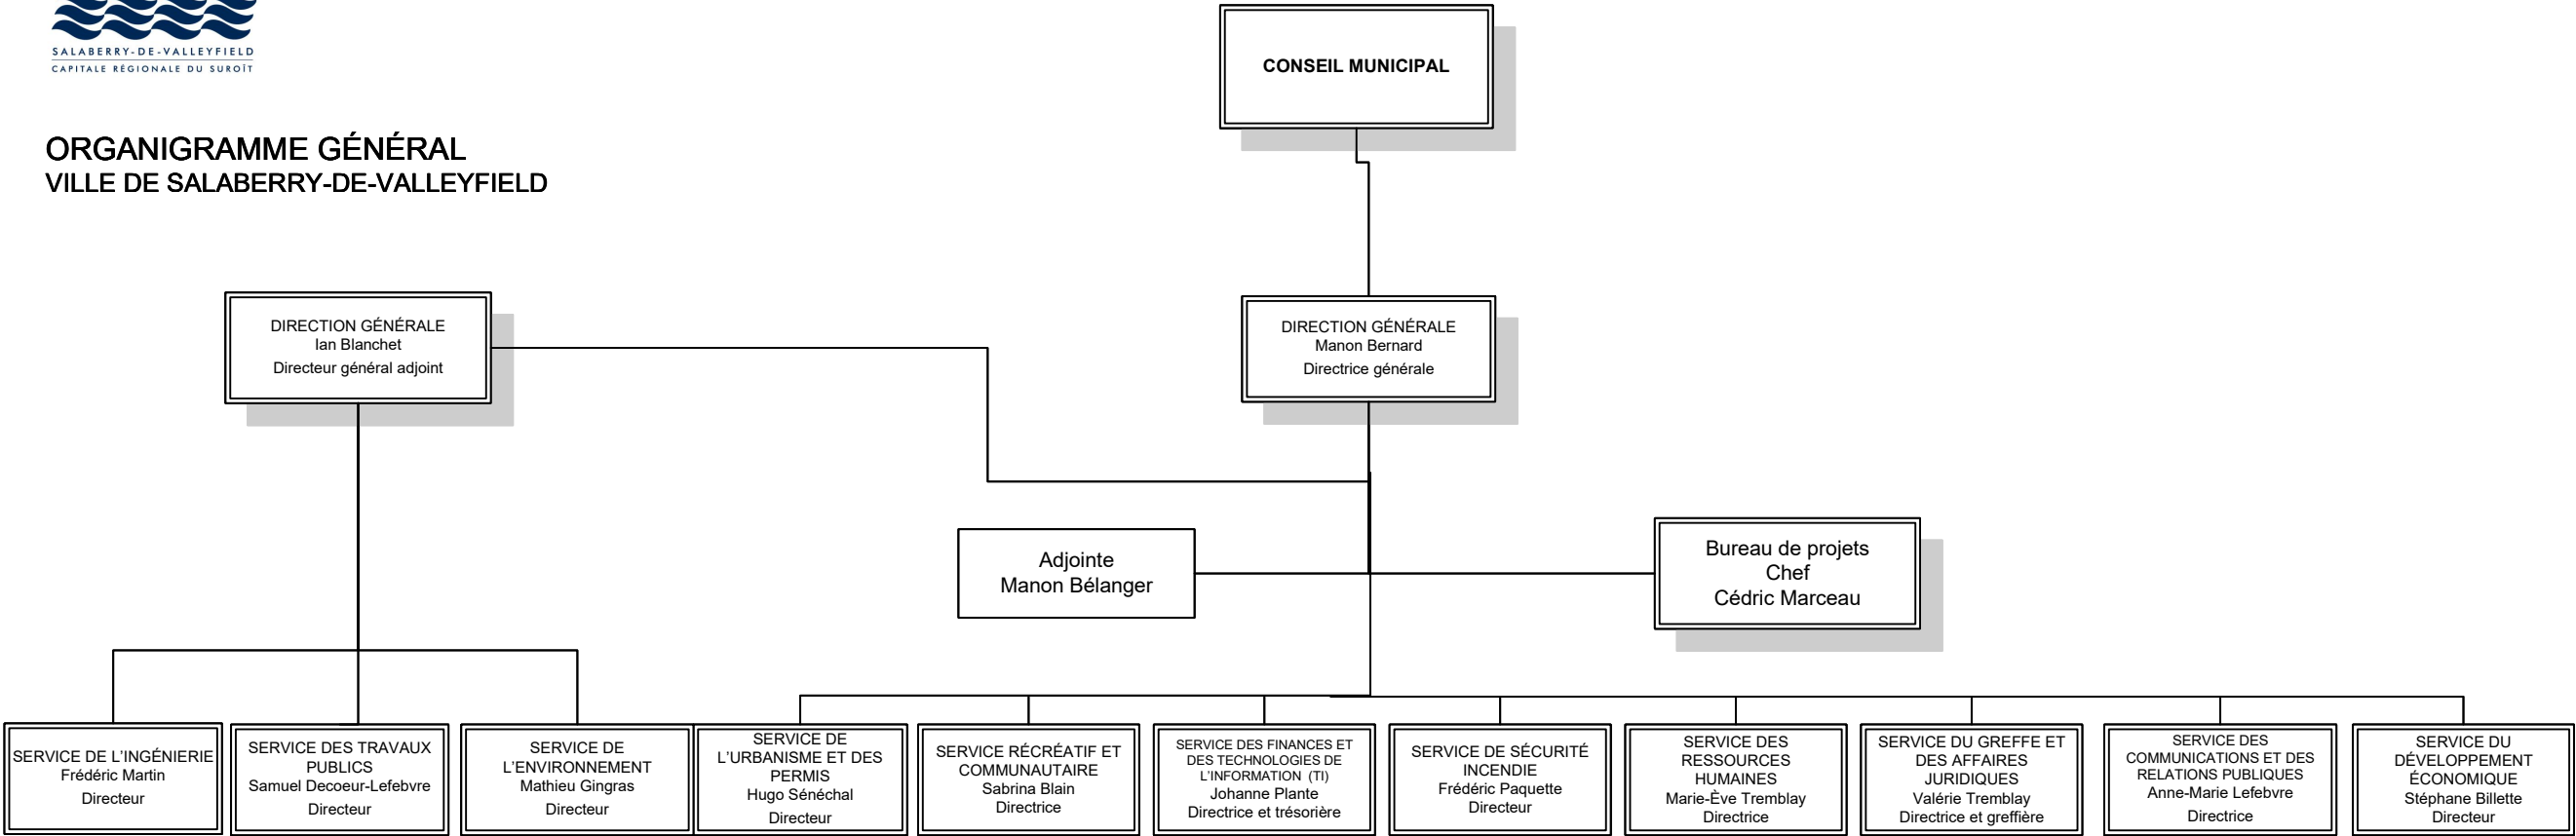 SALABERRY-DE-VALLEYFIELD
CAPITALE RÉGIONALE DU SUROÎT
ORGANIGRAMME GÉNÉRAL
VILLE DE SALABERRY-DE-VALLEYFIELD
CONSEIL MUNICIPAL
DIRECTION GÉNÉRALE
Ian Blanchet
Directeur général adjoint
DIRECTION GÉNÉRALE
Manon Bernard
Directrice générale
Adjointe
Manon Bélanger
Bureau de projets
Chef
Cédric Marceau
SERVICE DE L'INGÉNIERIE
Frédéric Martin
Directeur
SERVICE DES TRAVAUX
PUBLICS
Samuel Decoeur-Lefebvre
Directeur
SERVICE DE
L'ENVIRONNEMENT
Mathieu Gingras
Directeur
SERVICE DE
L'URBANISME ET DES
PERMIS
Hugo Sénéchal
Directeur
SERVICE RÉCRÉATIF ET
COMMUNAUTAIRE
Sabrina Blain
Directrice
SERVICE DES FINANCES ET
DES TECHNOLOGIES DE
L'INFORMATION (TI)
Johanne Plante
Directrice et trésorière
SERVICE DE SÉCURITÉ
INCENDIE
Frédéric Paquette
Directeur
SERVICE DES
RESSOURCES
HUMAINES
Marie-Ève Tremblay
Directrice
SERVICE DU GREFFE ET
DES AFFAIRES
JURIDIQUES
Valérie Tremblay
Directrice et greffière
SERVICE DES
COMMUNICATIONS ET DES
RELATIONS PUBLIQUES
Anne-Marie Lefebvre
Directrice
SERVICE DU
DÉVELOPPEMENT
ÉCONOMIQUE
Stéphane Billette
Directeur